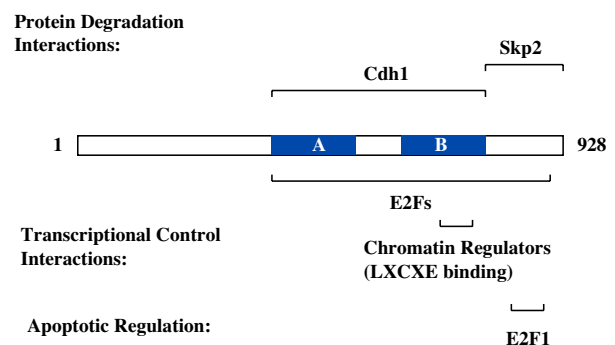 Protein Degradation
Interactions:
Skp2
Cdh1
1 A B 928
E2Fs
Transcriptional Control
Interactions:
Chromatin Regulators
(LXCXE binding)
Apoptotic Regulation:
E2F1